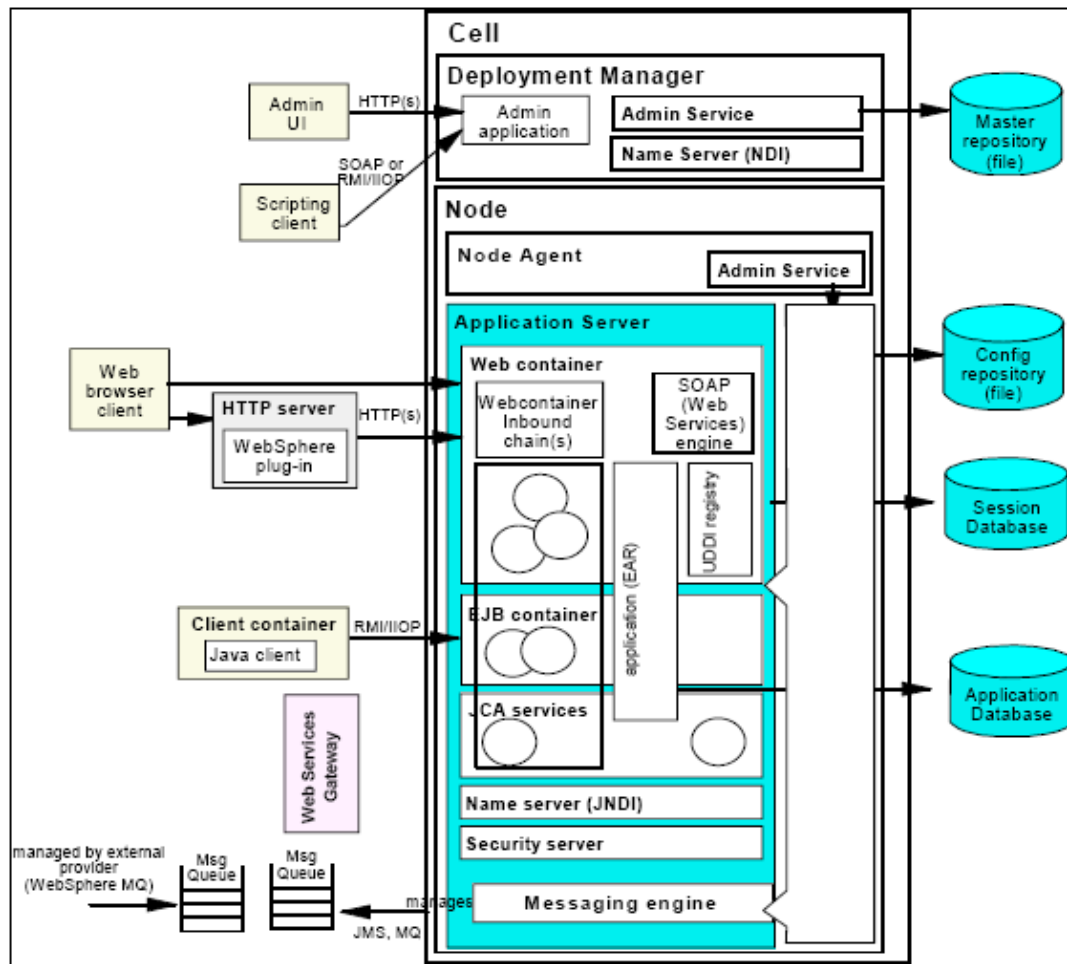 Cell
Deployment Manager
Admin
UI
HTTP(s)
Admin
application
Admin Service
Name Server (NDI)
Master
repository
(file)
SOAP or
RMI/IIOP
Scripting
client
Node
Node Agent
Admin Service
Application Server
Config
repository
(file)
Web
browser
client
Web container
Webcontainer
Inbound
chain(s)
SOAP
(Web
Services)
engine
HTTP server
WebSphere
plug-in
HTTP(s)
UDDI registry
Session
Database
application (EAR)
Client container
Java client
RMI/IIOP
EJB container
Application
Database
JCA services
Web Services
Gateway
Name server (JNDI)
Security server
managed by external
provider
(WebSphere MQ)
Msg
Queue
Msg
Queue
manages
JMS, MQ
Messaging engine